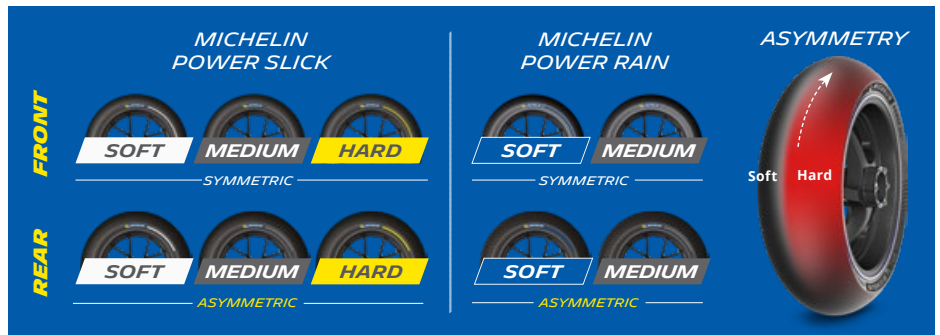 MICHELIN
POWER SLICK
MICHELIN
POWER RAIN
ASYMMETRY
FRONT
SOFT
MEDIUM
HARD
SOFT
MEDIUM
SYMMETRIC
SYMMETRIC
Soft
Hard
REAR
SOFT
MEDIUM
HARD
SOFT
MEDIUM
ASYMMETRIC
ASYMMETRIC